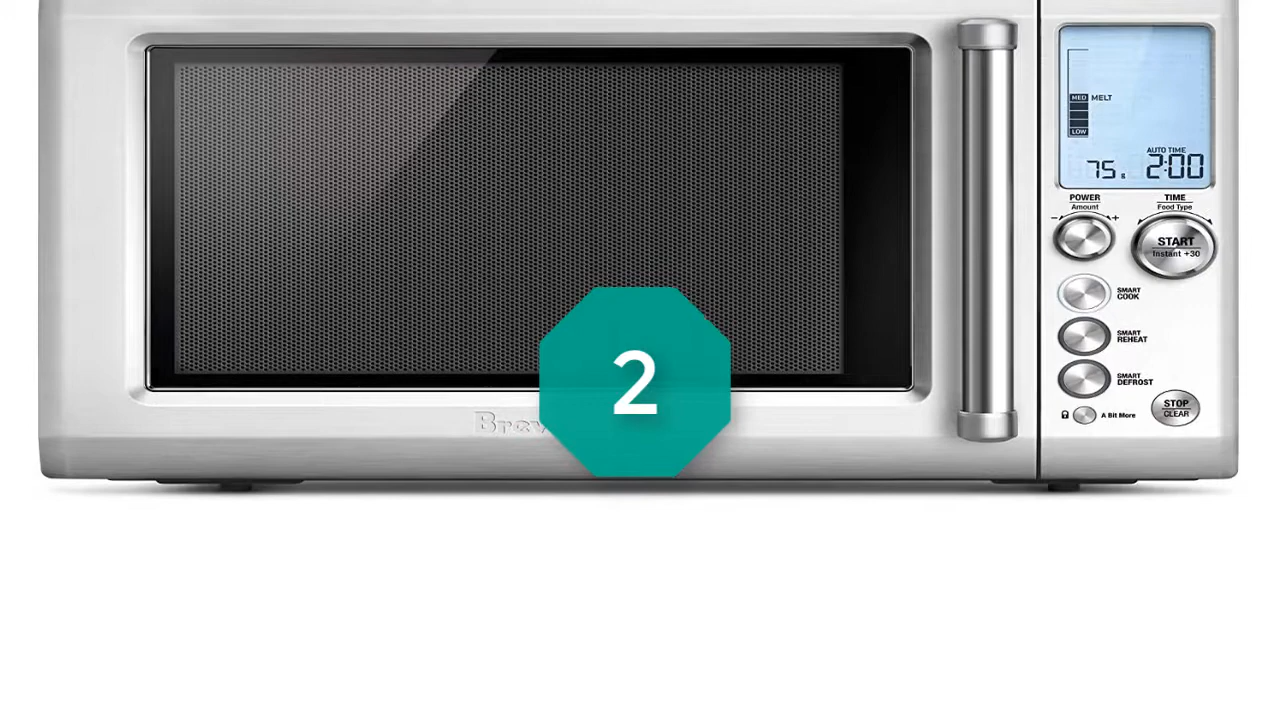 MED MELT
LOW
AUTO TIME
75 g 2:00
POWER
Amount
TIME
Food Type
− +
START
Instant +30
SMART
COOK
SMART
REHEAT
SMART
DEFROST
A Bit More
STOP
CLEAR
2